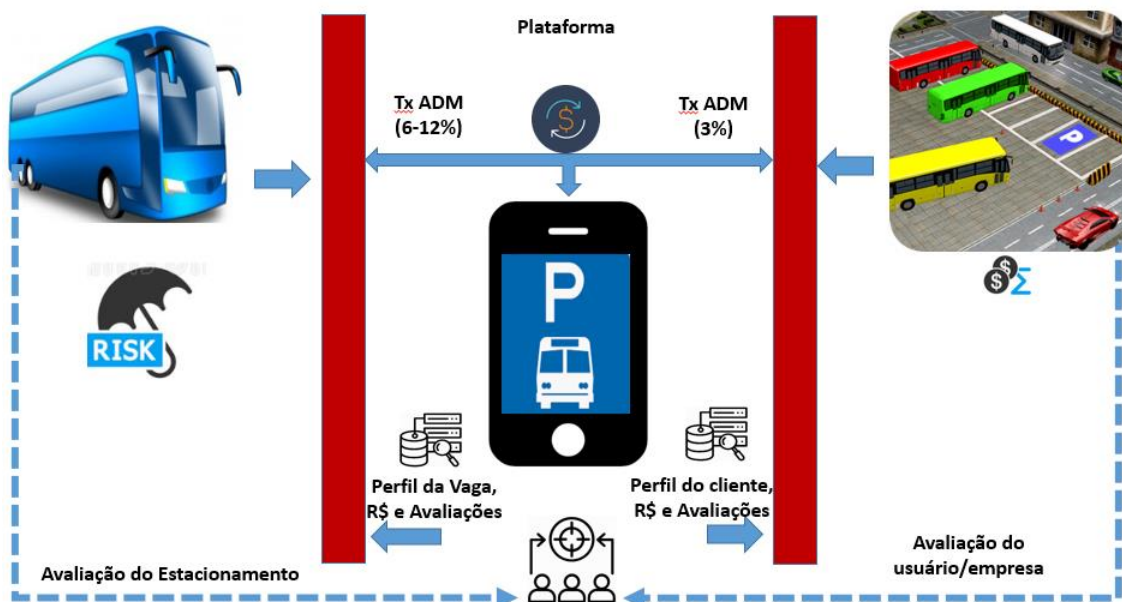 Plataforma
Tx ADM
(6-12%)
$
Tx ADM
(3%)
P
RISK
$
$
Σ
P
Perfil da Vaga,
R$ e Avaliações
Perfil do cliente,
R$ e Avaliações
Avaliação do Estacionamento
Avaliação do
usuário/empresa